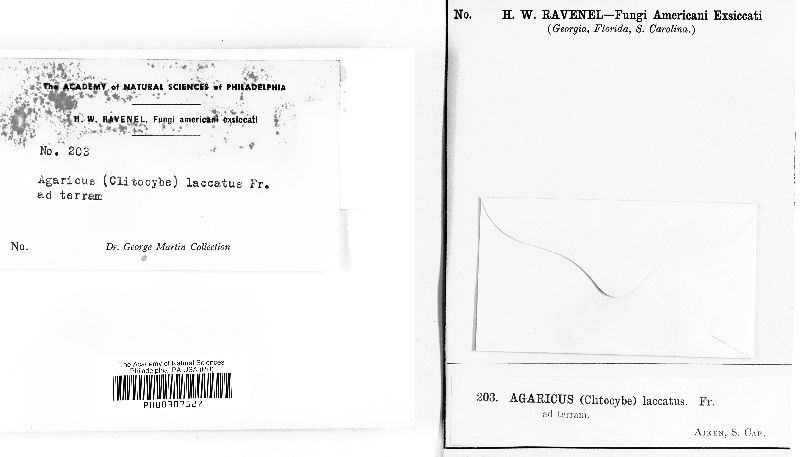 The ACADEMY of NATURAL SCIENCES of PHILADELPHIA
H. W. RAVENEL, Fungi americani exsiccati
No. 203
Agaricus (Clitocybe) laccatus Fr.
ad terram
No. Dr. George Martin Collection
The Academy of Natural Sciences
Philadelphia, PA USA (PH)
No. H. W. RAVENEL—Fungi Americani Exsiccati
(Georgia, Florida, S. Carolina.)
203. AGARICUS (Clitocybe) laccatus. Fr.
ad terram.
AIKEN, S. CAR.